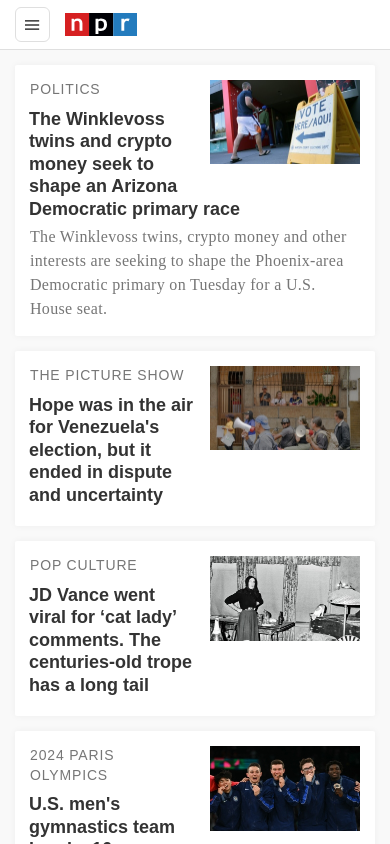 npr
POLITICS
The Winklevoss
twins and crypto
money seek to
shape an Arizona
Democratic primary race
VOTE
HERE/AQUI
The Winklevoss twins, crypto money and other
interests are seeking to shape the Phoenix-area
Democratic primary on Tuesday for a U.S.
House seat.
THE PICTURE SHOW
Hope was in the air
for Venezuela's
election, but it
ended in dispute
and uncertainty
POP CULTURE
JD Vance went
viral for ‘cat lady’
comments. The
centuries-old trope
has a long tail
2024 PARIS
OLYMPICS
U.S. men's
gymnastics team